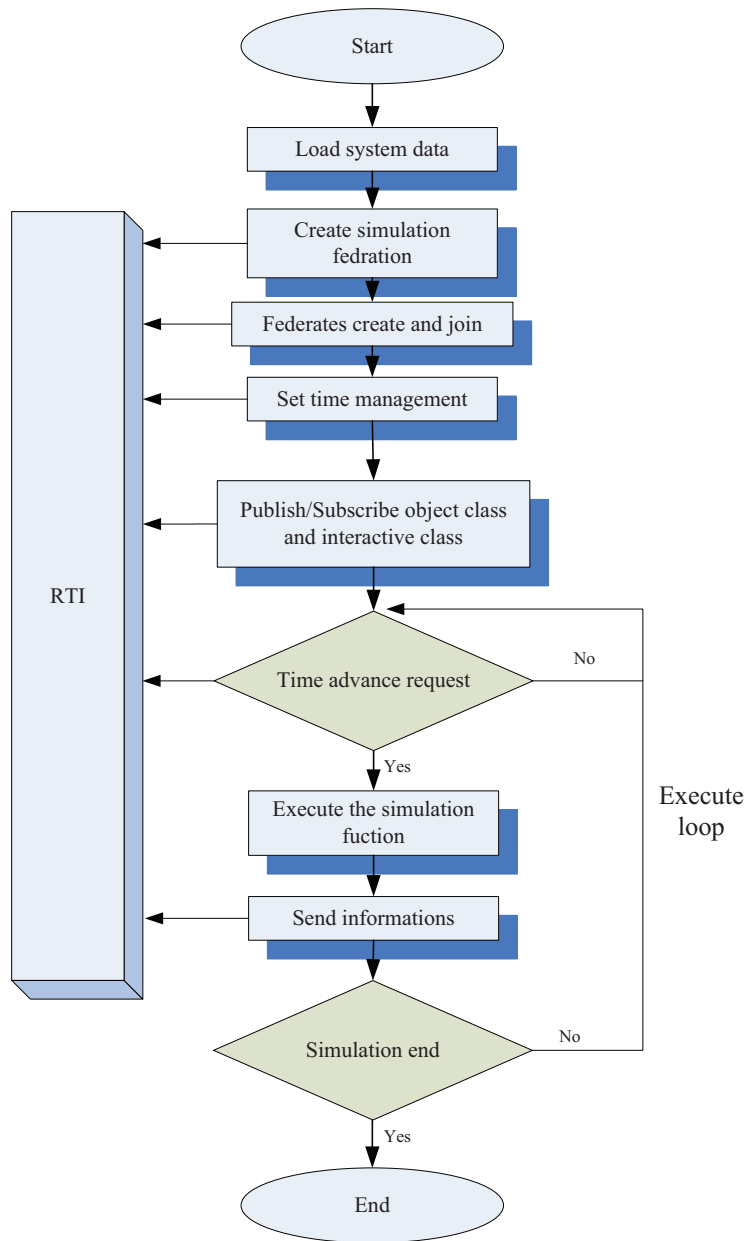 Start
Load system data
Create simulation
fedration
Federates create and join
Set time management
Publish/Subscribe object class
and interactive class
RTI
Time advance request
No
Yes
Execute the simulation
fuction
Execute
loop
Send informations
Simulation end
No
Yes
End